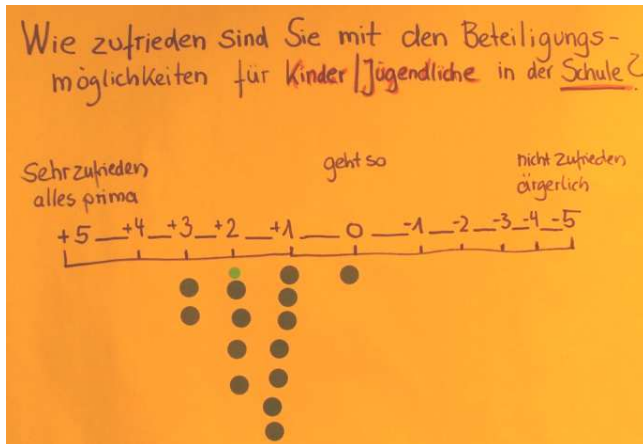 Wie zufrieden sind Sie mit den Beteiligungs-
möglichkeiten für Kinder/Jügendliche in der Schule?
Sehr zufrieden
alles prima
geht so
nicht zufrieden
ärgerlich
+5 +4 +3 +2 +1 0 -1 -2 -3 -4 -5